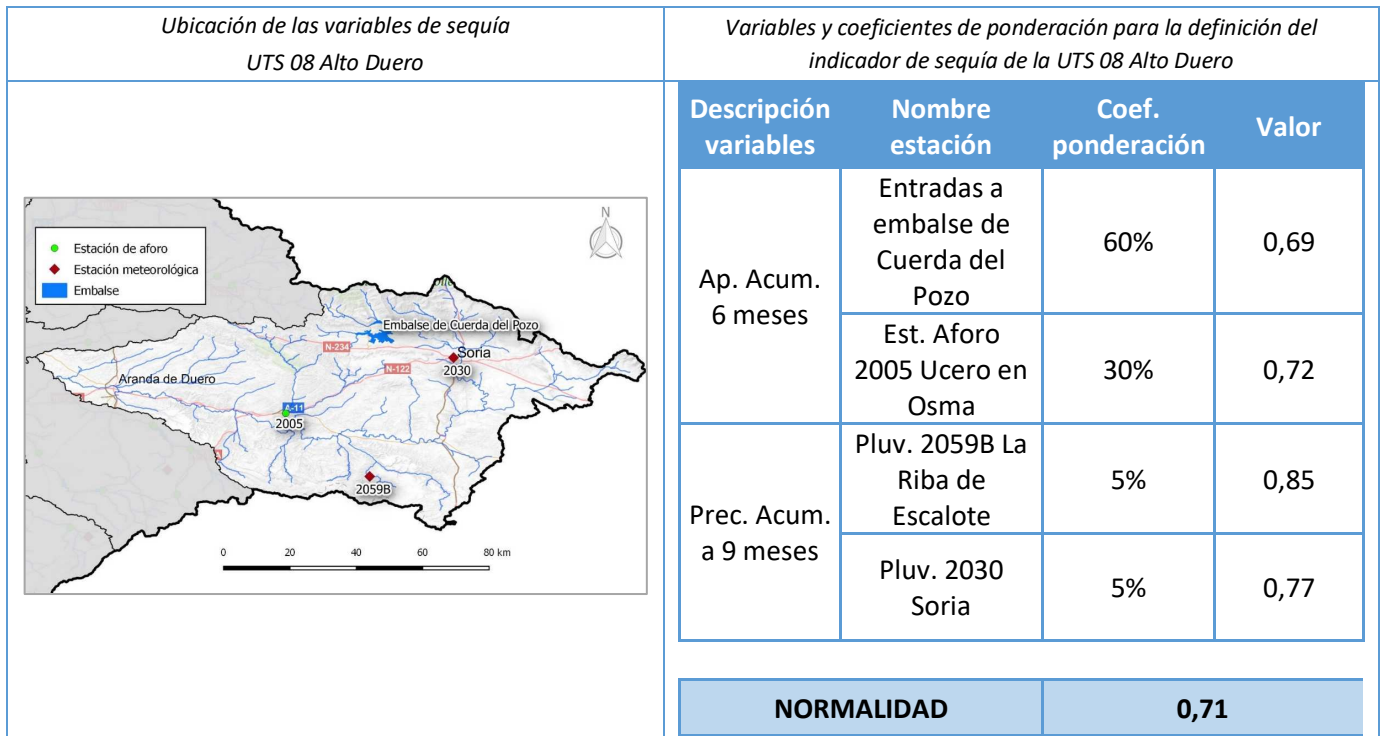 Ubicación de las variables de sequía
UTS 08 Alto Duero
Variables y coeficientes de ponderación para la definición del
indicador de sequía de la UTS 08 Alto Duero
N
Estación de aforo
Estación meteorológica
Embalse
Embalse de Cuerda del Pozo
N-234
Soria
2030
N-122
Aranda de Duero
A-11
2005
2059B
0 20 40 60 80 km
Descripción
variables
Nombre
estación
Coef.
ponderación
Valor
Ap. Acum.
6 meses
Entradas a
embalse de
Cuerda del
Pozo
60%
0,69
Est. Aforo
2005 Ucero en
Osma
30%
0,72
Prec. Acum.
a 9 meses
Pluv. 2059B La
Riba de
Escalote
5%
0,85
Pluv. 2030
Soria
5%
0,77
NORMALIDAD 0,71